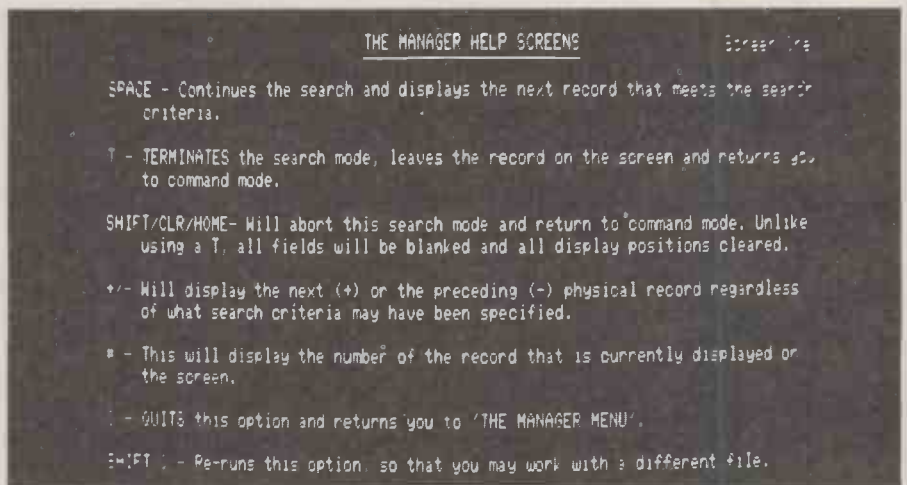 THE MANAGER HELP SCREENS
SPACE - Continues the search and displays the next record that meets the search
criteria.
T - TERMINATES the search mode, leaves the record on the screen and returns you
to command mode.
SHIFT/CLR/HOME- Will abort this search mode and return to command mode. Unlike
using a T, all fields will be blanked and all display positions cleared.
+/- Will display the next (+) or the preceding (-) physical record regardless
of what search criteria may have been specified.
# - This will display the number of the record that is currently displayed on
the screen.
- QUITS this option and returns you to 'THE MANAGER MENU'.
SHIFT - Re-runs this option, so that you may work with a different file.